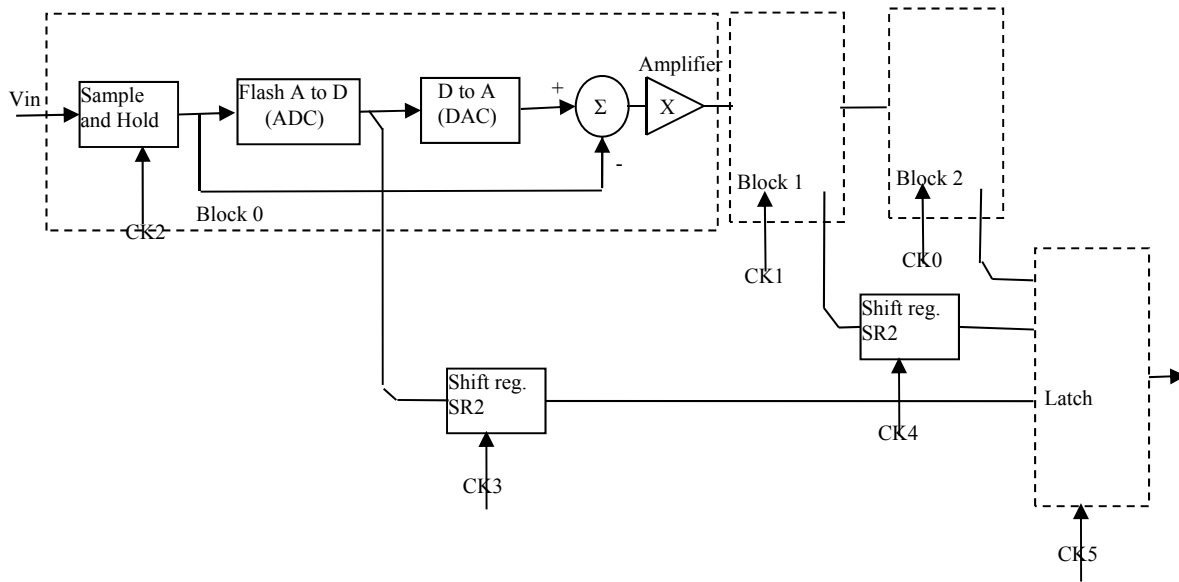 Vin
Sample
and Hold
Flash A to D
(ADC)
D to A
(DAC)
+
Σ
-
Amplifier
X
Block 0
CK2
Block 1
CK1
Block 2
CK0
Shift reg.
SR2
CK4
Shift reg.
SR2
CK3
Latch
CK5